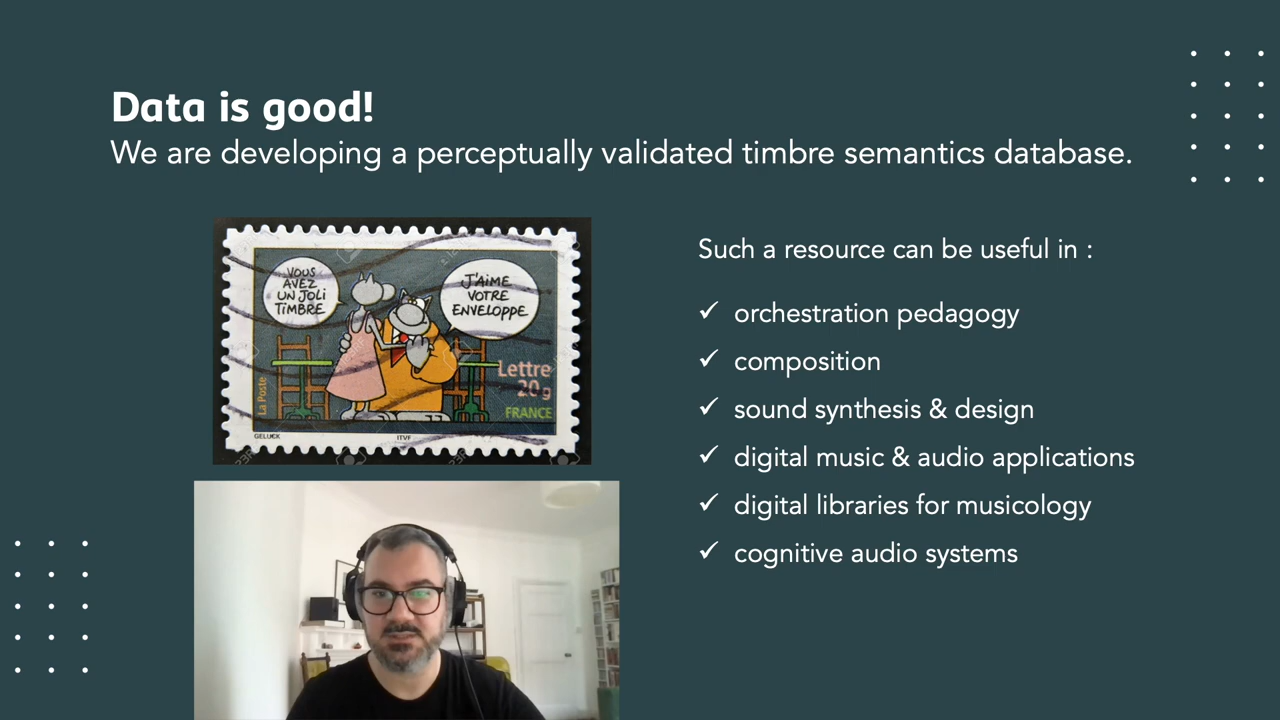 Data is good!
We are developing a perceptually validated timbre semantics database.
VOUS
AVEZ
UN JOLI
TIMBRE
J'AIME
VOTRE
ENVELOPPE
Lettre
20g
FRANCE
La Poste
GELUCK
ITVF
Such a resource can be useful in :
✓ orchestration pedagogy
✓ composition
✓ sound synthesis & design
✓ digital music & audio applications
✓ digital libraries for musicology
✓ cognitive audio systems